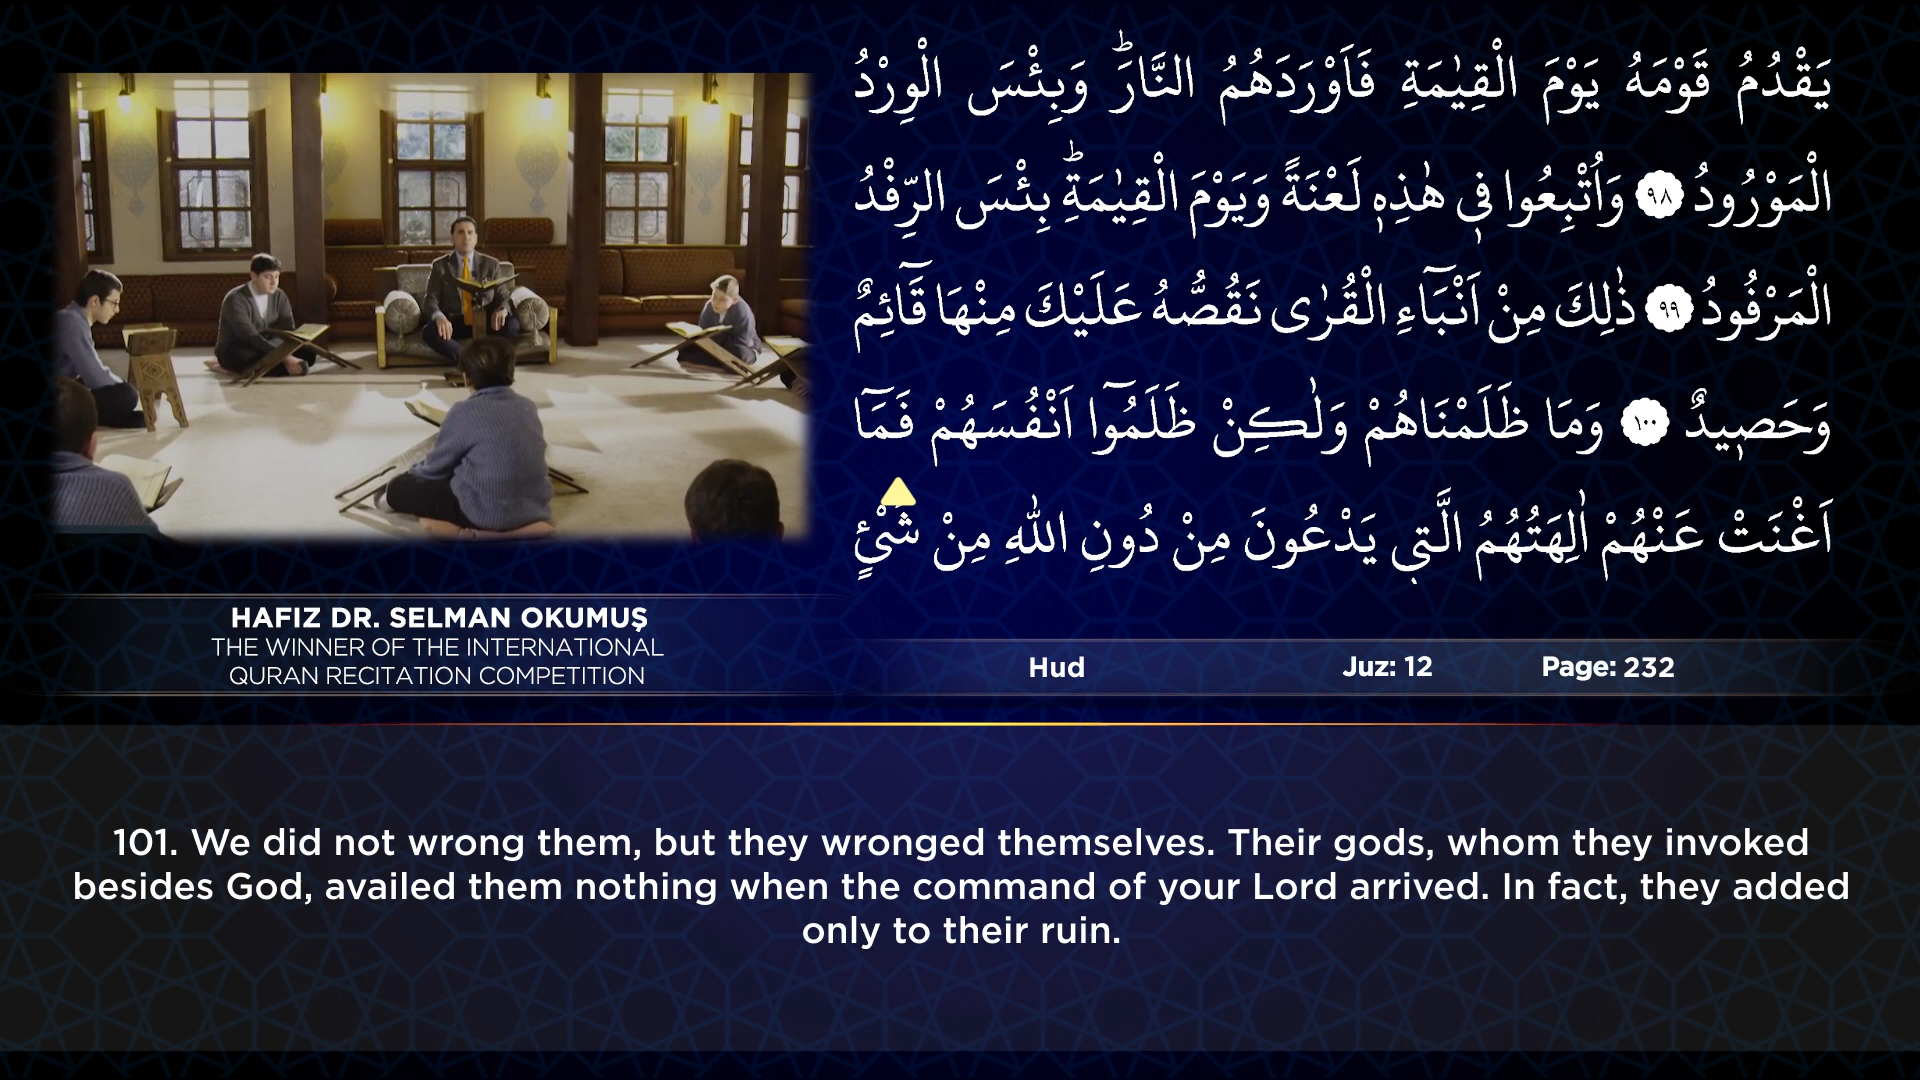 يَقْدُمُ قَوْمَهُ يَوْمَ الْقِيٰمَةِ فَاَوْرَدَهُمُ النَّارَۜ وَبِئْسَ الْوِرْدُ
الْمَوْرُودُ ٩٨ وَاُتْبِعُوا فٖي هٰذِهٖ لَعْنَةً وَيَوْمَ الْقِيٰمَةِۜ بِئْسَ الرِّفْدُ
الْمَرْفُودُ ٩٩ ذٰلِكَ مِنْ اَنْبَٓاءِ الْقُرٰى نَقُصُّهُ عَلَيْكَ مِنْهَا قَٓائِمٌ
وَحَصٖيدٌ ١٠٠ وَمَا ظَلَمْنَاهُمْ وَلٰكِنْ ظَلَمُٓوا اَنْفُسَهُمْ فَمَٓا
اَغْنَتْ عَنْهُمْ اٰلِهَتُهُمُ الَّتٖي يَدْعُونَ مِنْ دُونِ اللّٰهِ مِنْ شَيْئٍ
HAFIZ DR. SELMAN OKUMUŞ
THE WINNER OF THE INTERNATIONAL
QURAN RECITATION COMPETITION
Hud Juz: 12 Page: 232
101. We did not wrong them, but they wronged themselves. Their gods, whom they invoked
besides God, availed them nothing when the command of your Lord arrived. In fact, they added
only to their ruin.